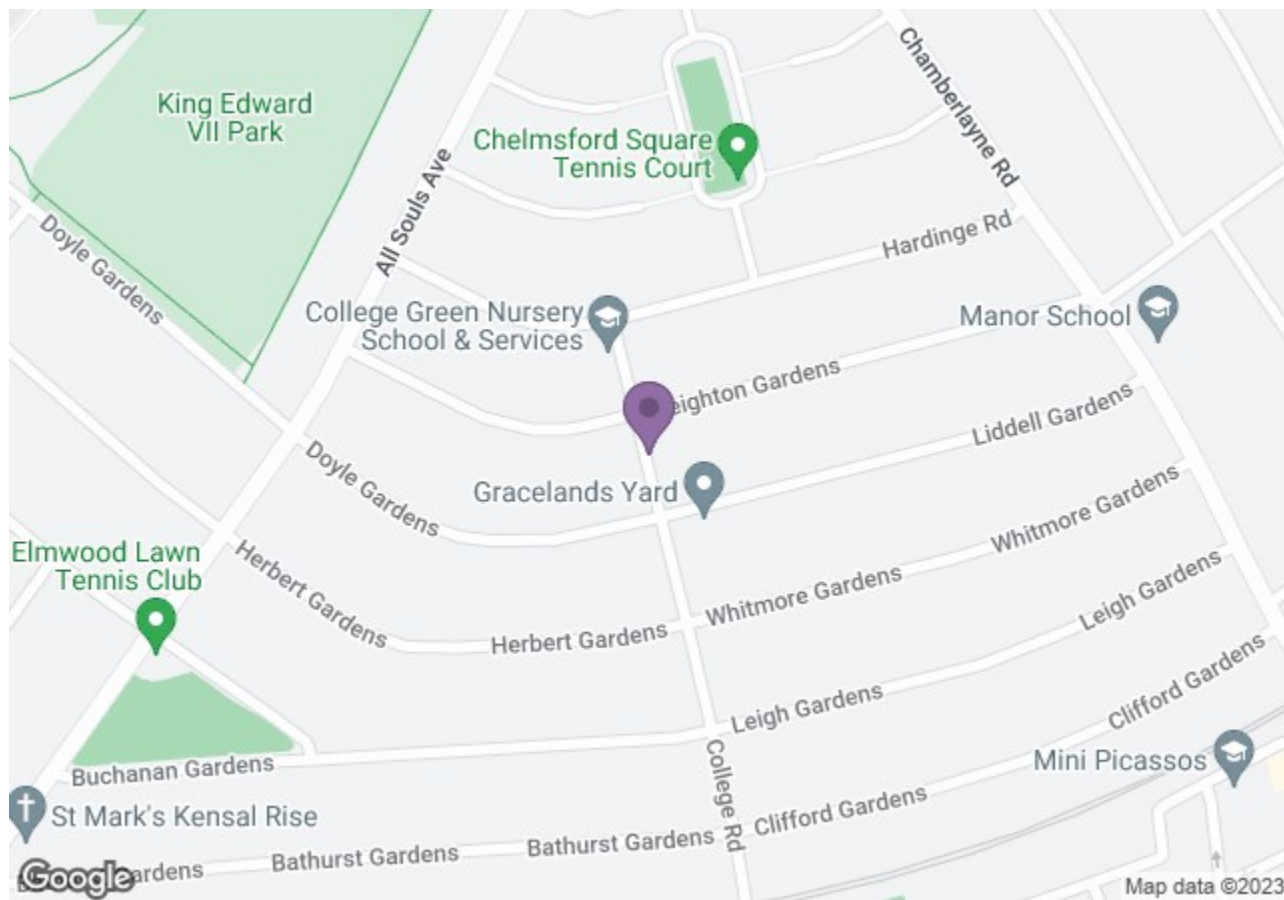 King Edward
VII Park
Chelmsford Square
Tennis Court
Chamberlayne Rd
All Souls Ave
Doyle Gardens
Hardinge Rd
College Green Nursery
School & Services
Manor School
eighton Gardens
Liddell Gardens
Doyle Gardens
Gracelands Yard
Whitmore Gardens
Elmwood Lawn
Tennis Club
Herbert Gardens
Whitmore Gardens
Leigh Gardens
Herbert Gardens
Clifford Gardens
Leigh Gardens
College Rd
Mini Picassos
Buchanan Gardens
St Mark's Kensal Rise
Clifford Gardens
Bathurst Gardens
Bathurst Gardens
Gardens
Google
Map data ©2023